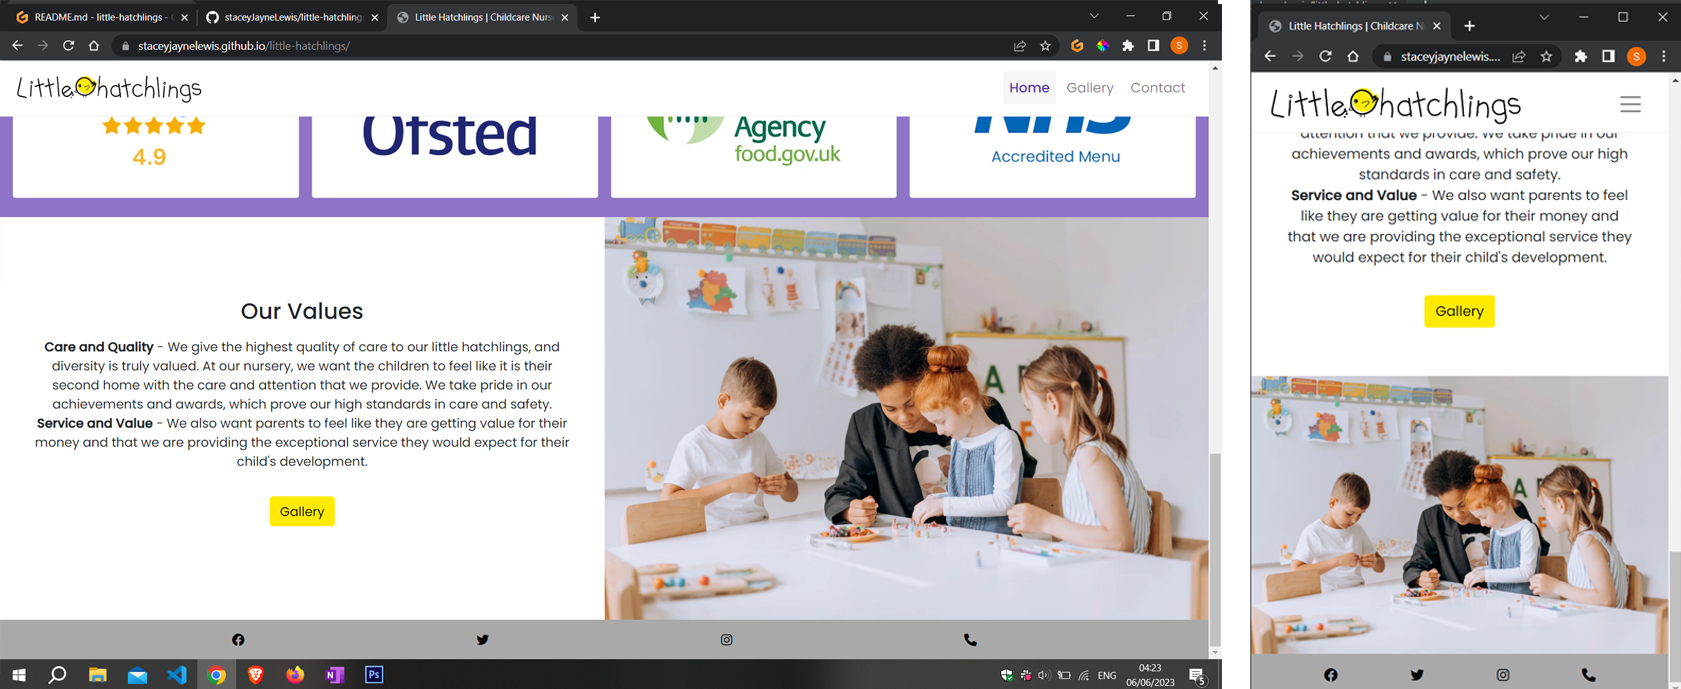 README.md - little-hatchlings -
staceyJayneLewis/little-hatchling
Little Hatchlings | Childcare Nurs
staceyjaynelewis.github.io/little-hatchlings/
S
Little hatchlings
Home
Gallery
Contact
4.9
Ofsted
Agency
food.gov.uk
NHS
Accredited Menu
Our Values
Care and Quality - We give the highest quality of care to our little hatchlings, and
diversity is truly valued. At our nursery, we want the children to feel like it is their
second home with the care and attention that we provide. We take pride in our
achievements and awards, which prove our high standards in care and safety.
Service and Value - We also want parents to feel like they are getting value for their
money and that we are providing the exceptional service they would expect for their
child's development.
Gallery
N
Ps
ENG
04:23
06/06/2023
5
Little Hatchlings | Childcare N
staceyjaynelewis....
S
Little hatchlings
attention that we provide. We take pride in our
achievements and awards, which prove our high
standards in care and safety.
Service and Value - We also want parents to feel
like they are getting value for their money and
that we are providing the exceptional service they
would expect for their child's development.
Gallery